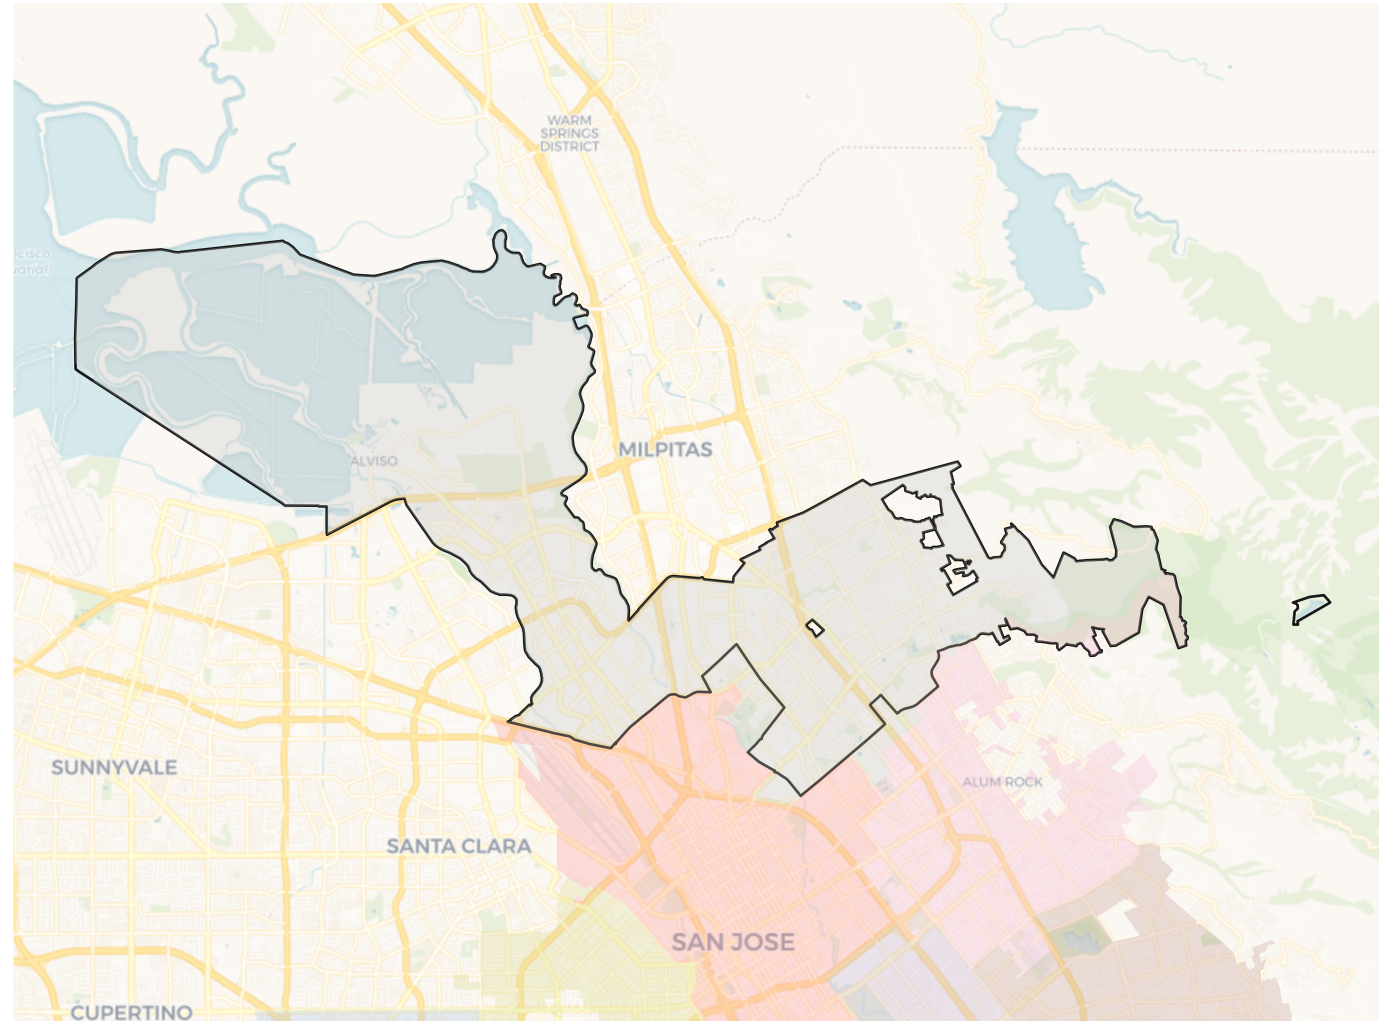 WARM
SPRINGS
DISTRICT
MILPITAS
ALVISO
SUNNYVALE
ALUM ROCK
SANTA CLARA
SAN JOSE
CUPERTINO